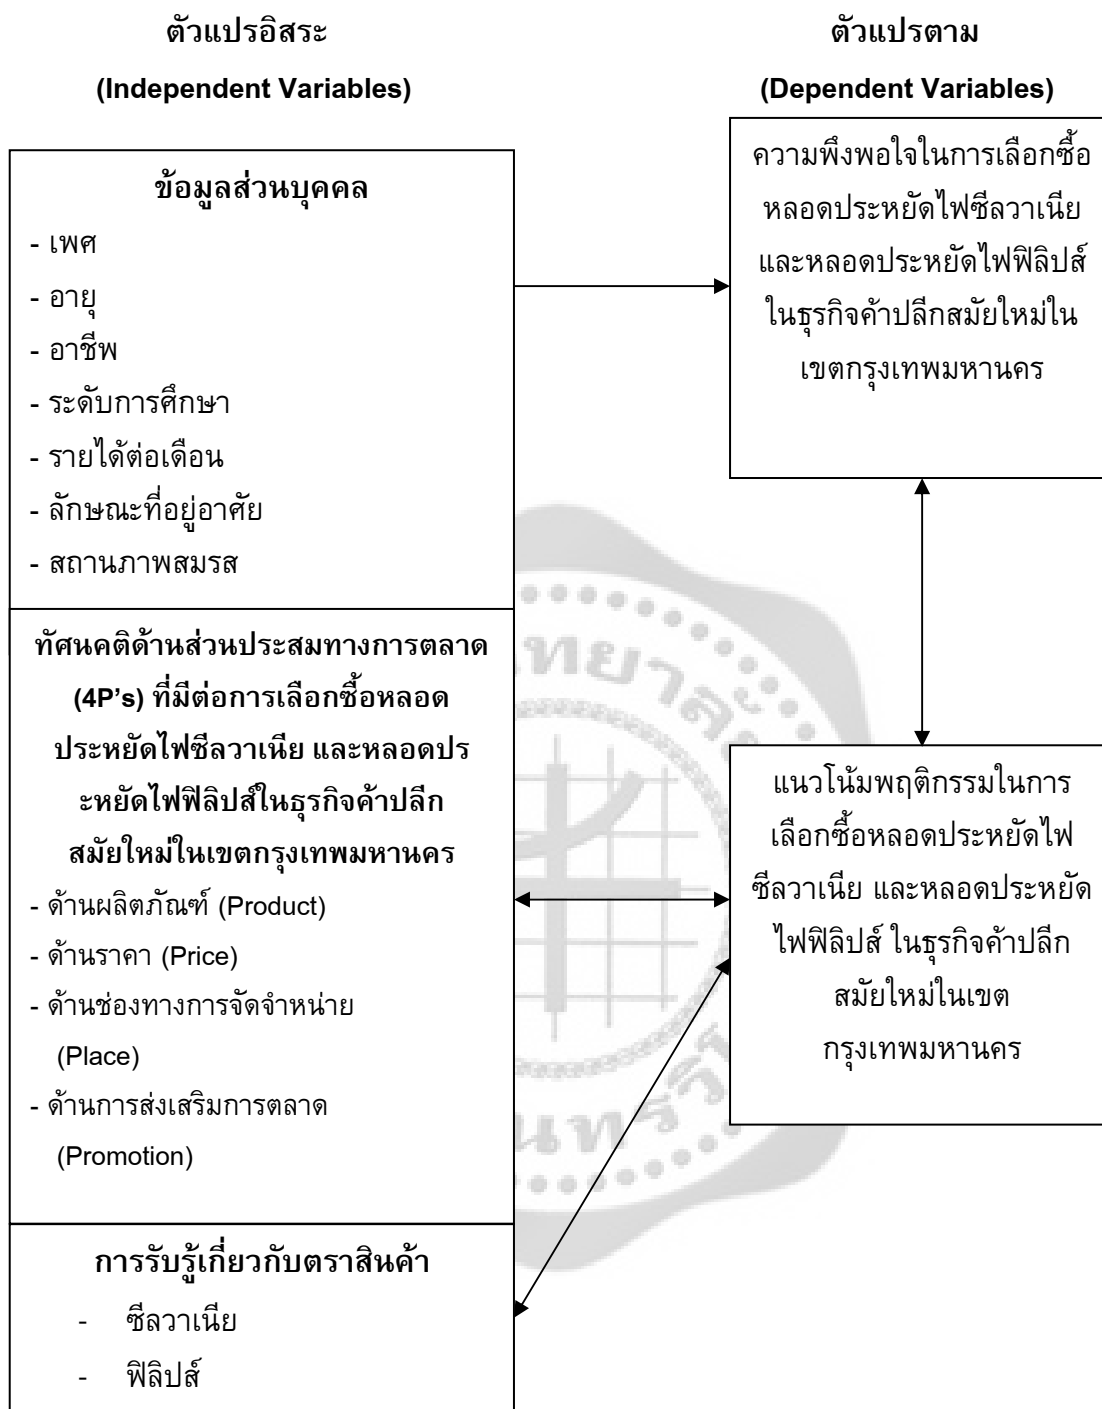 ตัวแปรอิสระ
(Independent Variables)
ตัวแปรตาม
(Dependent Variables)
ข้อมูลส่วนบุคคล
- เพศ
- อายุ
- อาชีพ
- ระดับการศึกษา
- รายได้ต่อเดือน
- ลักษณะที่อยู่อาศัย
- สถานภาพสมรส
ทัศนคติด้านส่วนประสมทางการตลาด
(4P's) ที่มีต่อการเลือกซื้อหลอด
ประหยัดไฟซีลวาเนีย และหลอดปร
ะหยัดไฟฟิลิปส์ในธุรกิจค้าปลีก
สมัยใหม่ในเขตกรุงเทพมหานคร
- ด้านผลิตภัณฑ์ (Product)
- ด้านราคา (Price)
- ด้านช่องทางการจัดจำหน่าย
(Place)
- ด้านการส่งเสริมการตลาด
(Promotion)
การรับรู้เกี่ยวกับตราสินค้า
- ซีลวาเนีย
- ฟิลิปส์
ความพึงพอใจในการเลือกซื้อ
หลอดประหยัดไฟซีลวาเนีย
และหลอดประหยัดไฟฟิลิปส์
ในธุรกิจค้าปลีกสมัยใหม่ใน
เขตกรุงเทพมหานคร
แนวโน้มพฤติกรรมในการ
เลือกซื้อหลอดประหยัดไฟ
ซีลวาเนีย และหลอดประหยัด
ไฟฟิลิปส์ ในธุรกิจค้าปลีก
สมัยใหม่ในเขต
กรุงเทพมหานคร